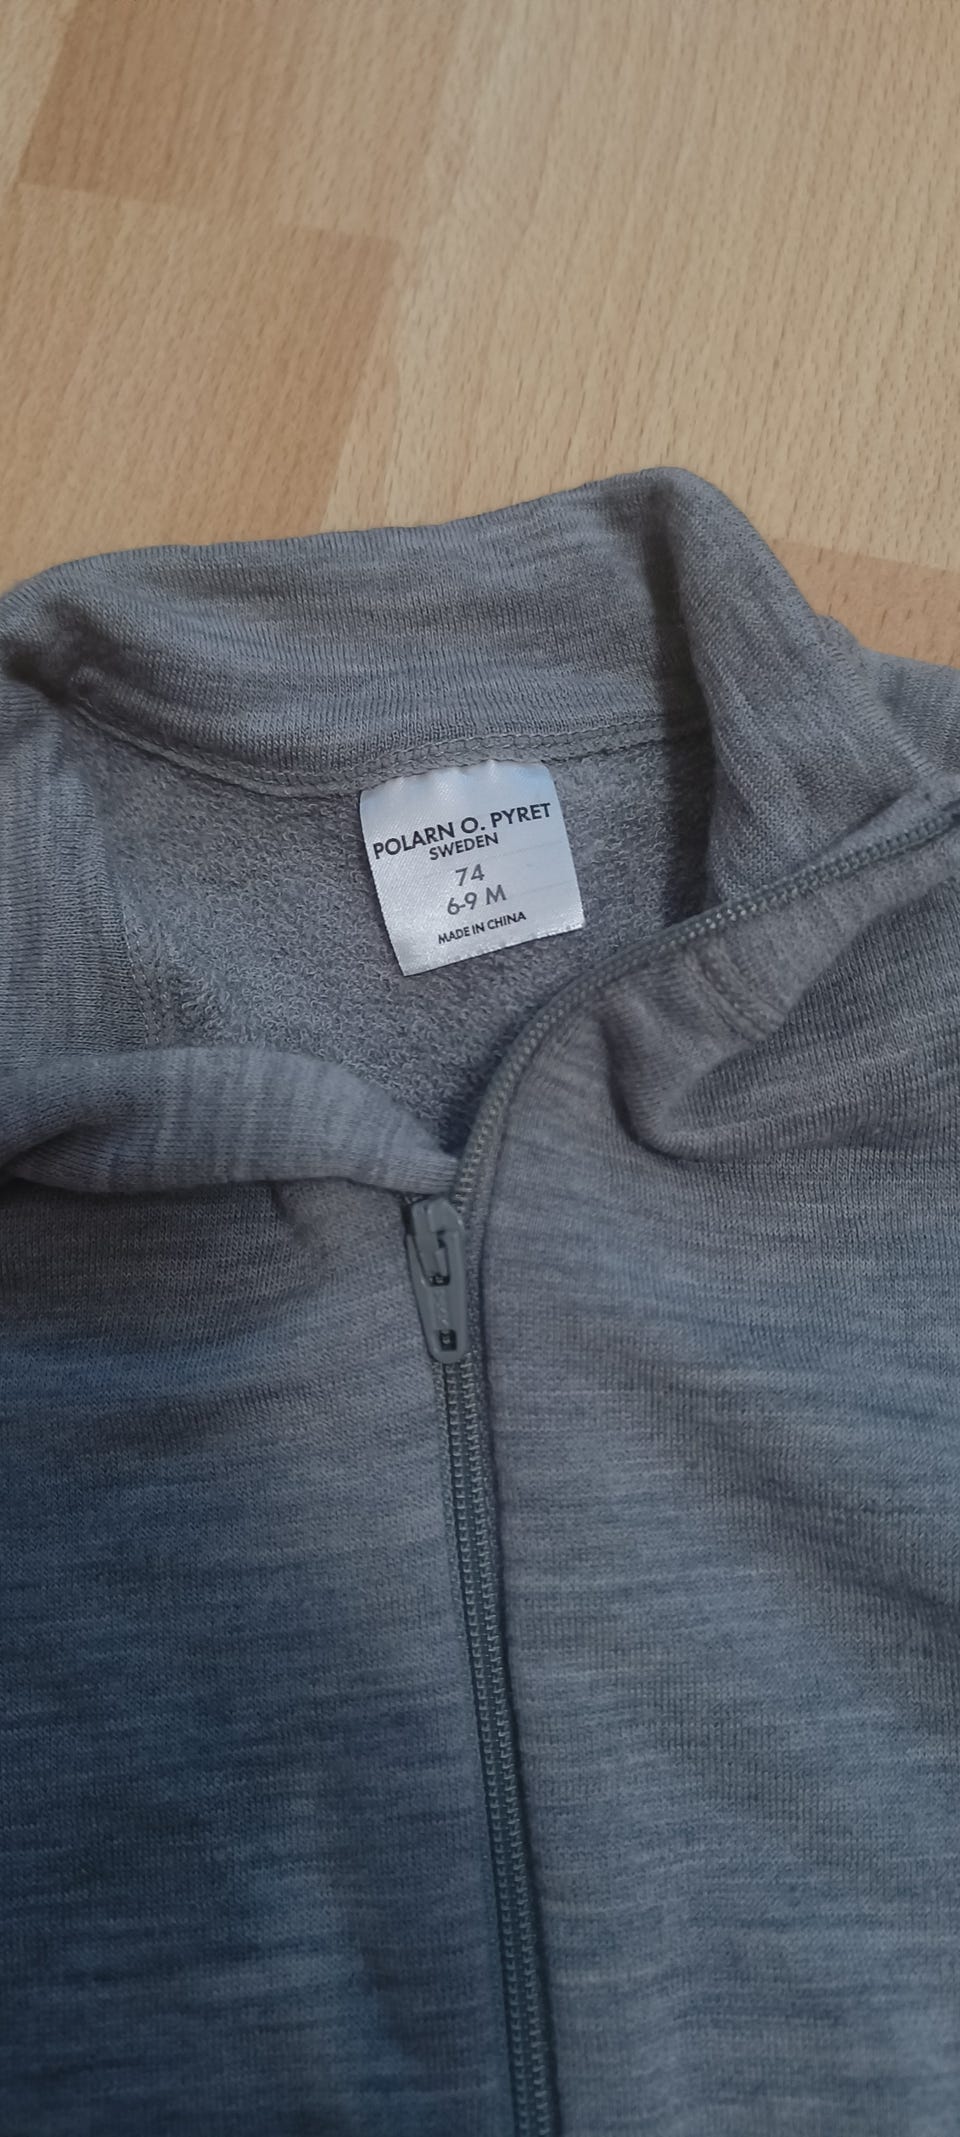 POLARN O. PYRET
SWEDEN
74
6-9 M
MADE IN CHINA